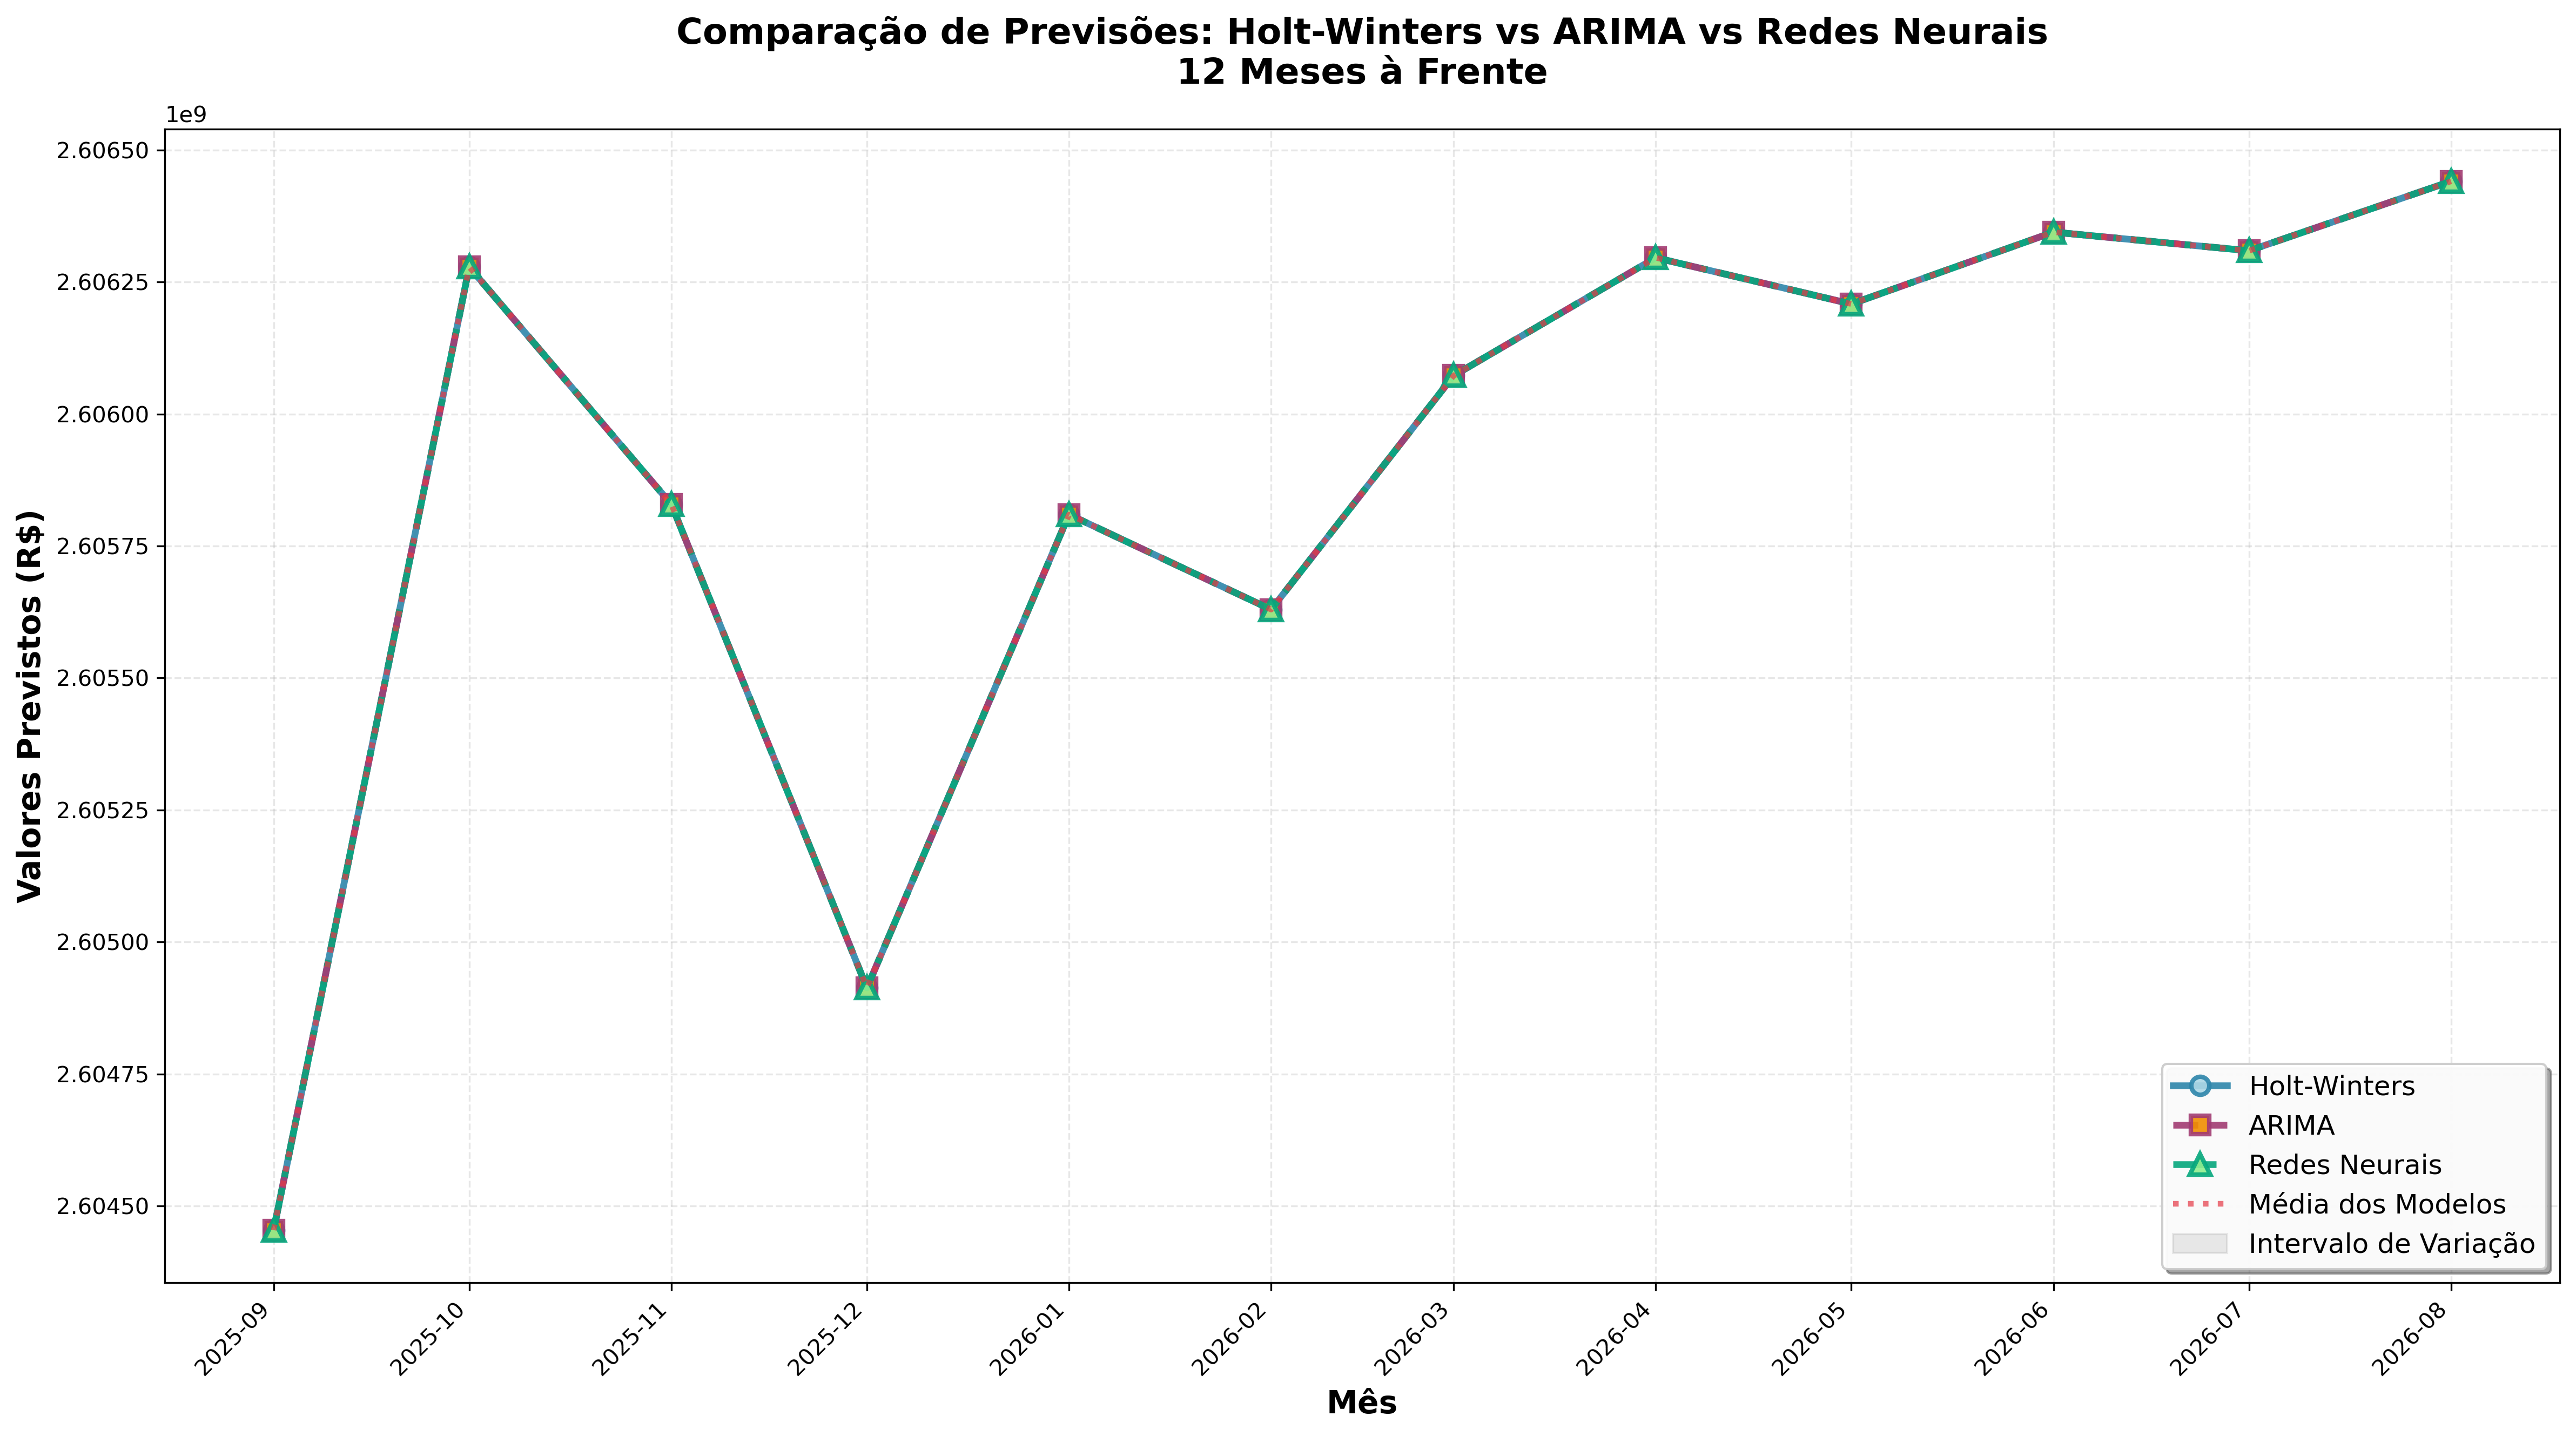 Comparação de Previsões: Holt-Winters vs ARIMA vs Redes Neurais
12 Meses à Frente
1e9
2.60650
2.60625
2.60600
2.60575
2.60550
2.60525
2.60500
2.60475
2.60450
Valores Previstos (R$)
Holt-Winters
ARIMA
Redes Neurais
Média dos Modelos
Intervalo de Variação
2025-09
2025-10
2025-11
2025-12
2026-01
2026-02
2026-03
2026-04
2026-05
2026-06
2026-07
2026-08
Mês